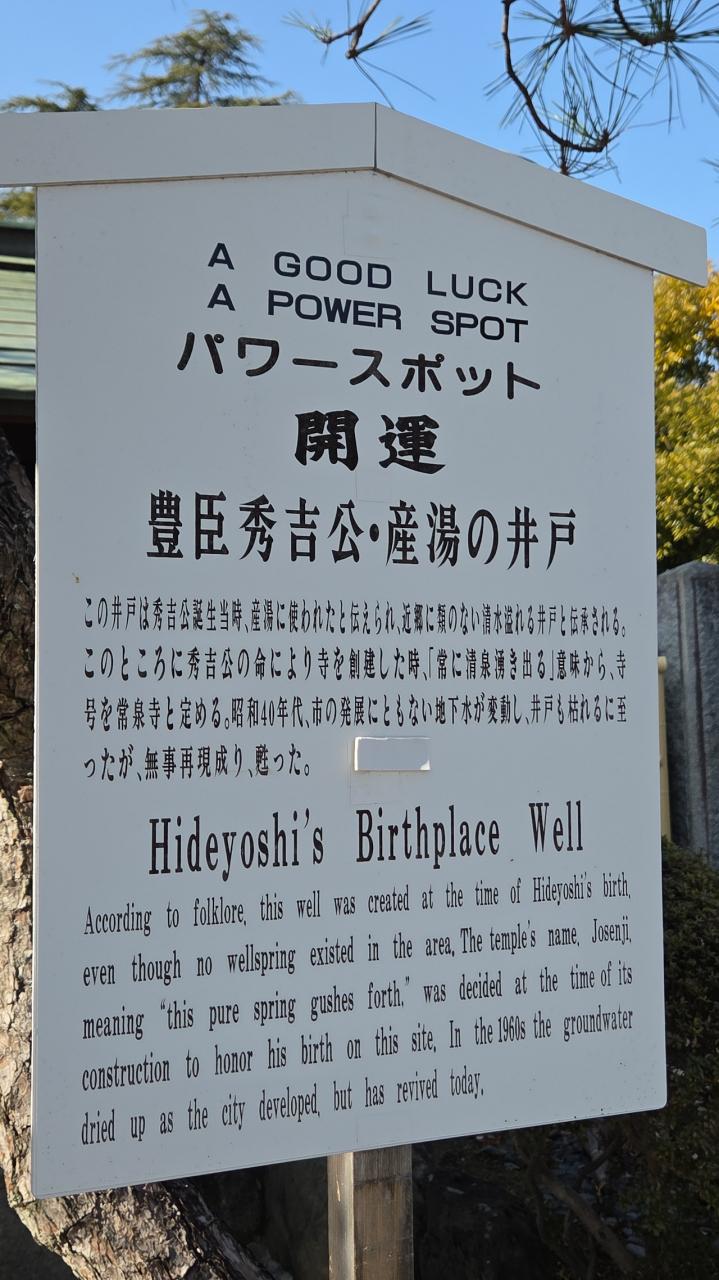 A GOOD LUCK
A POWER SPOT
パワースポット
開運
豊臣秀吉公・産湯の井戸
この井戸は秀吉公誕生当時、産湯に使われたと伝えられ、近郷に類のない清水溢れる井戸と伝承される。
このところに秀吉公の命により寺を創建した時、「常に清泉湧き出る」意味から、寺
号を常泉寺と定める。昭和40年代、市の発展にともない地下水が変動し、井戸も枯れるに至
ったが、無事再現成り、甦った。
Hideyoshi's Birthplace Well
According to folklore, this well was created at the time of Hideyoshi's birth,
even though no wellspring existed in the area. The temple's name, Josenji,
meaning “this pure spring gushes forth.” was decided at the time of its
construction to honor his birth on this site. In the 1960s the groundwater
dried up as the city developed, but has revived today.